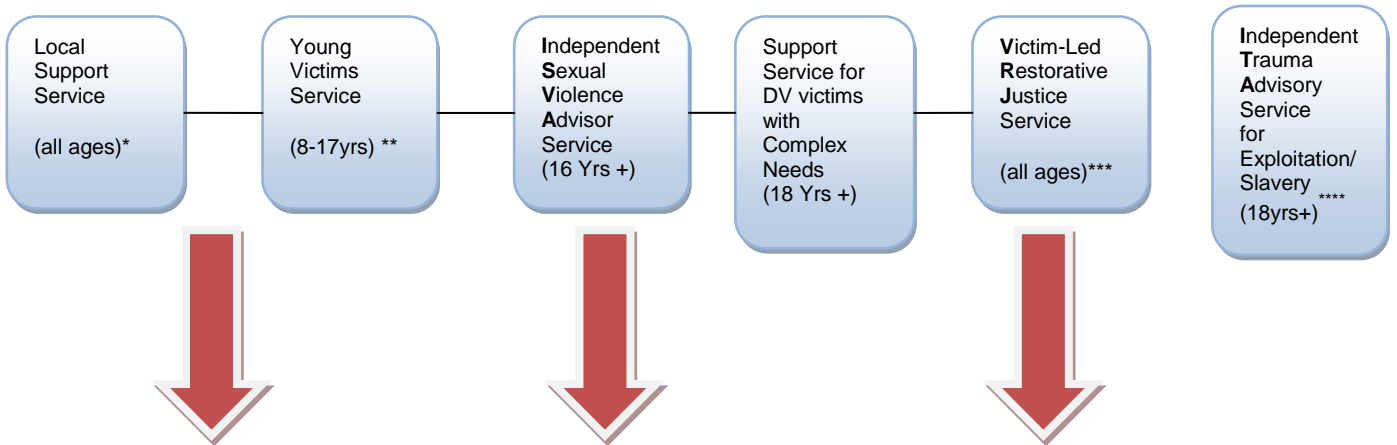 Local
Support
Service
(all ages)*
Young
Victims
Service
(8-17yrs) **
Independent
Sexual
Violence
Advisor
Service
(16 Yrs +)
Support
Service for
DV victims
with
Complex
Needs
(18 Yrs +)
Victim-Led
Restorative
Justice
Service
(all ages)***
Independent
Trauma
Advisory
Service
for
Exploitation/
Slavery
(18yrs+) ****